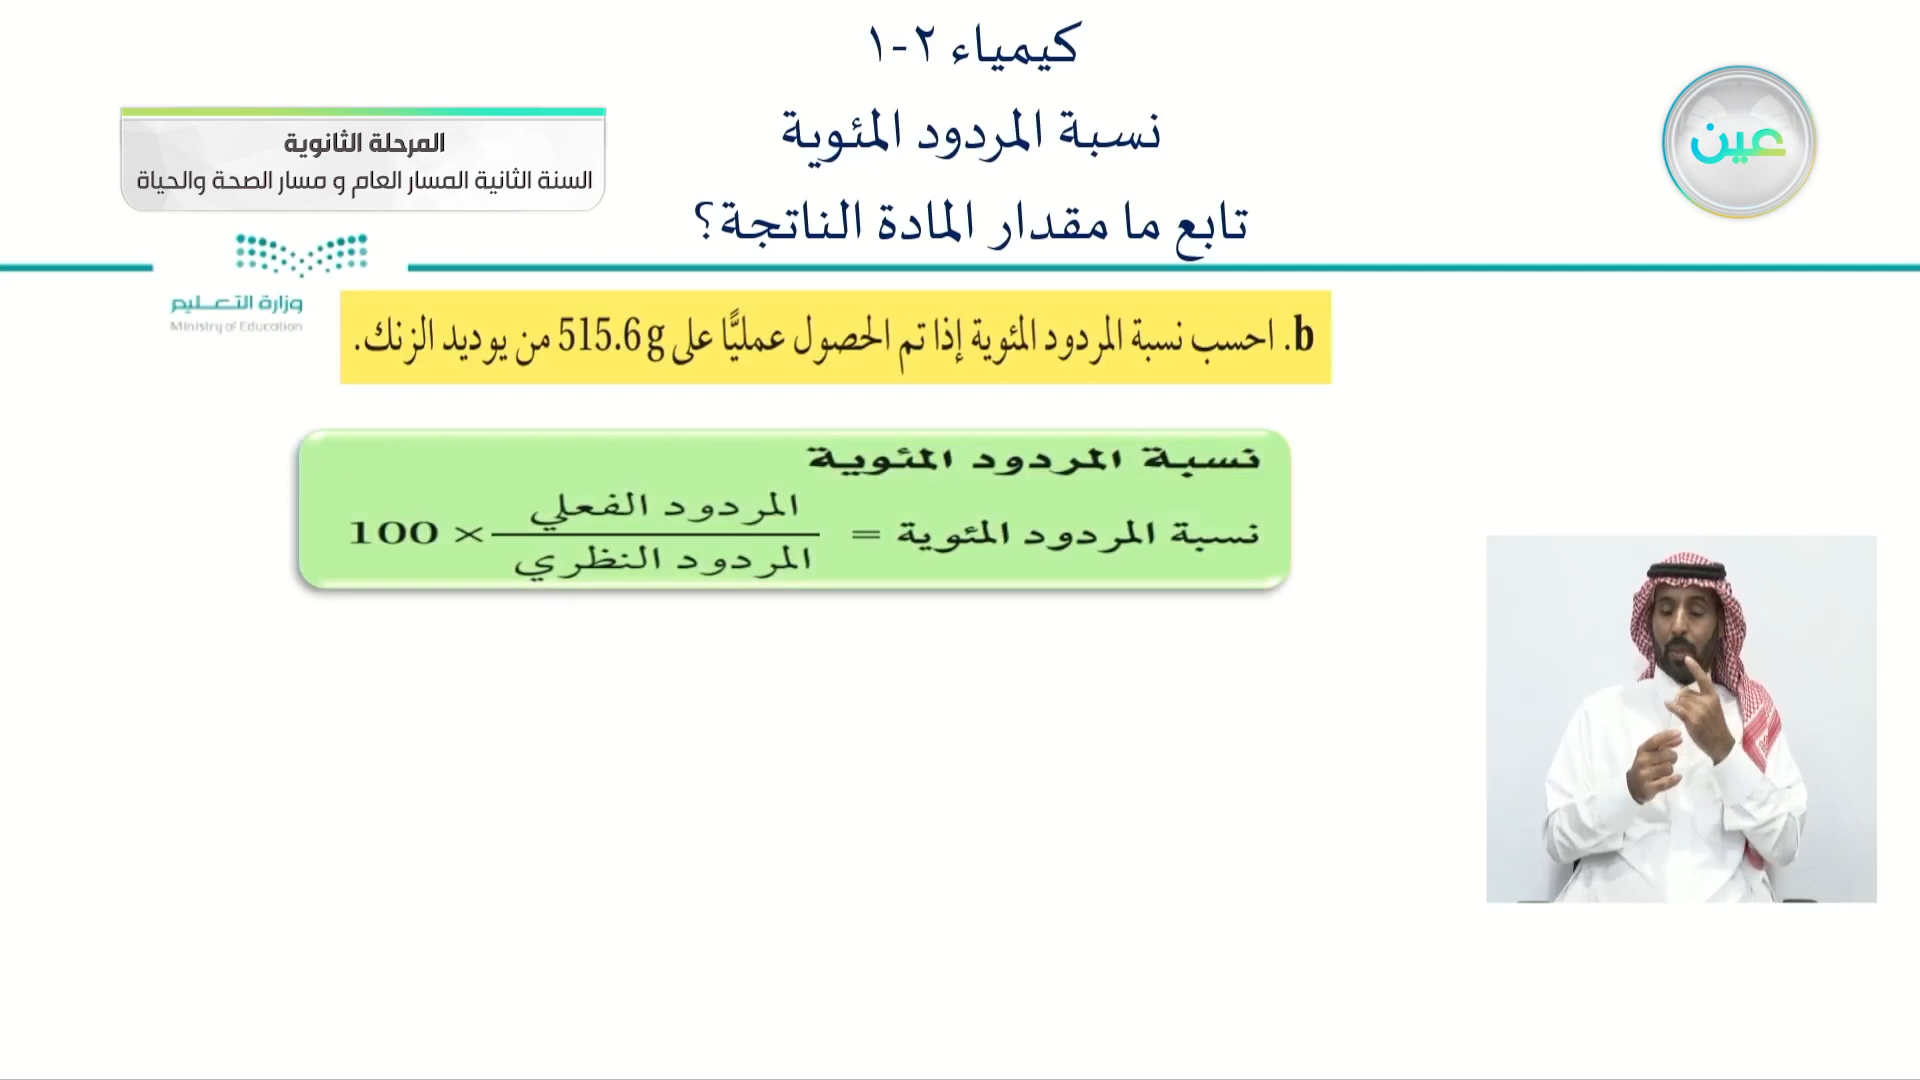 كيمياء ٢-١
نسبة المردود المئوية
تابع ما مقدار المادة الناتجة؟
عين
المرحلة الثانوية
السنة الثانية المسار العام و مسار الصحة والحياة
وزارة التعليم
Ministry of Education
b. احسب نسبة المردود المئوية إذا تم الحصول عمليًّا على 515.6 g من يوديد الزنك.
نسبة المردود المئوية
نسبة المردود المئوية = المردود الفعلي / المردود النظري × 100